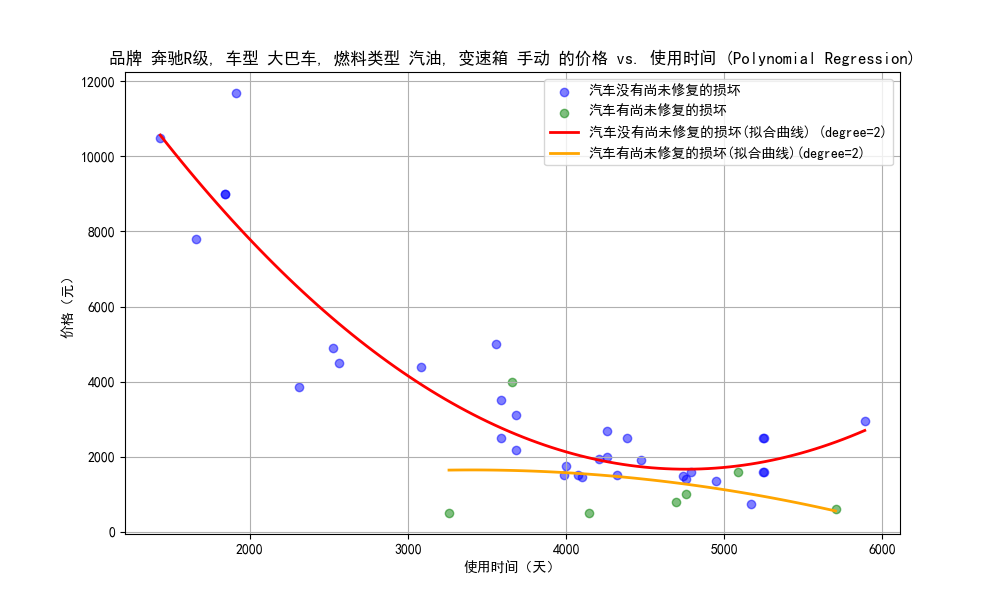 品牌 奔驰R级, 车型 大巴车, 燃料类型 汽油, 变速箱 手动 的价格 vs. 使用时间 (Polynomial Regression)
汽车没有尚未修复的损坏
汽车有尚未修复的损坏
汽车没有尚未修复的损坏(拟合曲线) (degree=2)
汽车有尚未修复的损坏(拟合曲线)(degree=2)
价格（元）
12000
10000
8000
6000
4000
2000
0
2000
3000
4000
5000
6000
使用时间（天）